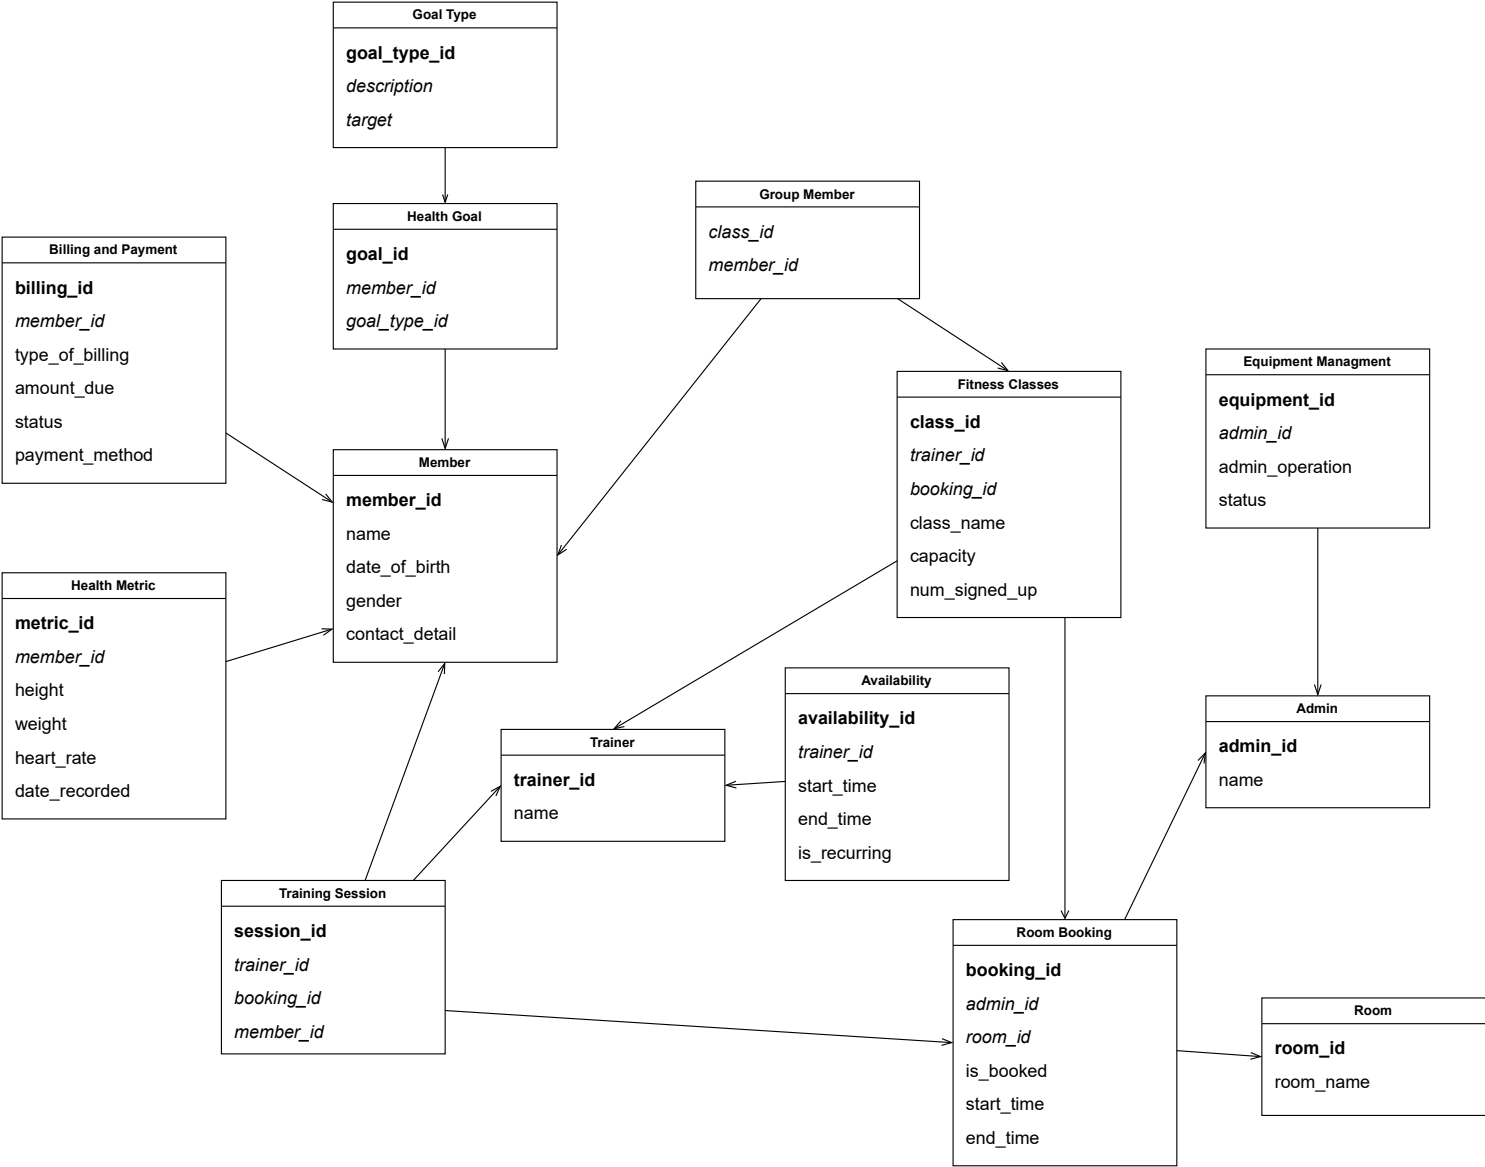 Goal Type
goal_type_id
description
target
Health Goal
goal_id
member_id
goal_type_id
Group Member
class_id
member_id
Billing and Payment
billing_id
member_id
type_of_billing
amount_due
status
payment_method
Member
member_id
name
date_of_birth
gender
contact_detail
Fitness Classes
class_id
trainer_id
booking_id
class_name
capacity
num_signed_up
Equipment Managment
equipment_id
admin_id
admin_operation
status
Health Metric
metric_id
member_id
height
weight
heart_rate
date_recorded
Trainer
trainer_id
name
Availability
availability_id
trainer_id
start_time
end_time
is_recurring
Admin
admin_id
name
Training Session
session_id
trainer_id
booking_id
member_id
Room Booking
booking_id
admin_id
room_id
is_booked
start_time
end_time
Room
room_id
room_name